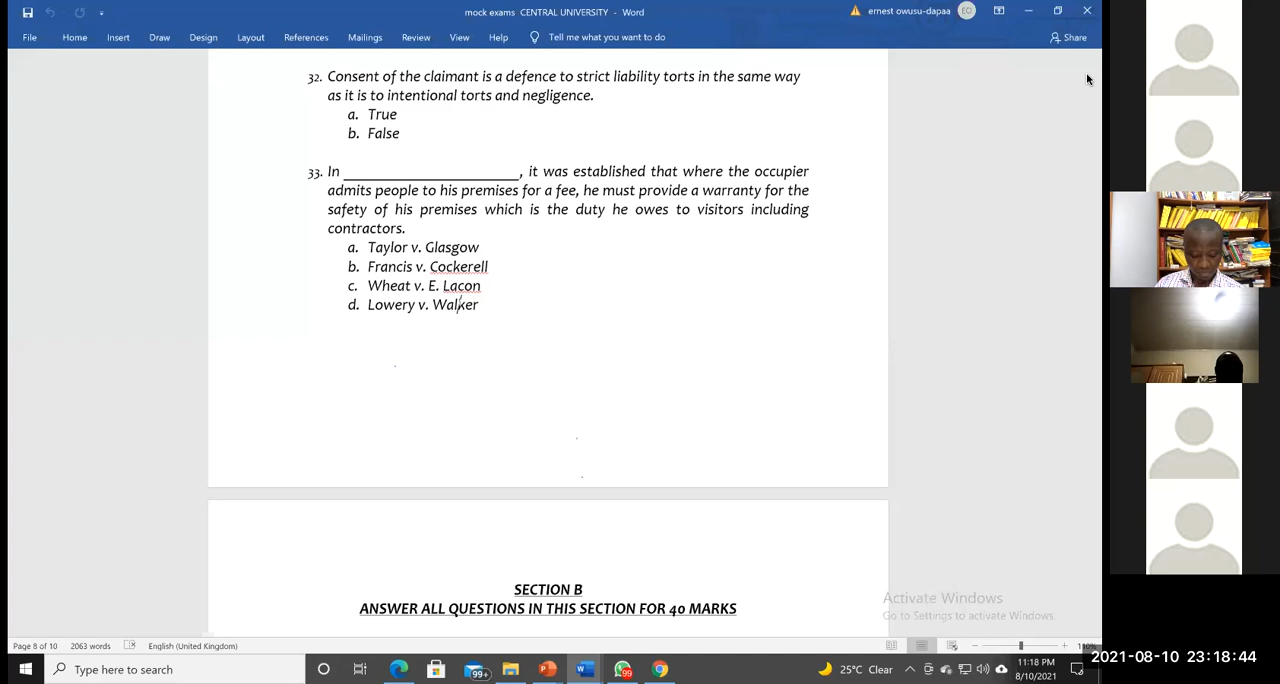 mock exams CENTRAL UNIVERSITY - Word
ernest owusu-dapaa EO
File Home Insert Draw Design Layout References Mailings Review View Help Tell me what you want to do Share
32. Consent of the claimant is a defence to strict liability torts in the same way
as it is to intentional torts and negligence.
a. True
b. False
33. In ______________________, it was established that where the occupier
admits people to his premises for a fee, he must provide a warranty for the
safety of his premises which is the duty he owes to visitors including
contractors.
a. Taylor v. Glasgow
b. Francis v. Cockerell
c. Wheat v. E. Lacon
d. Lowery v. Walker
SECTION B
ANSWER ALL QUESTIONS IN THIS SECTION FOR 40 MARKS
Activate Windows
Go to Settings to activate Windows.
Page 8 of 10 2063 words English (United Kingdom)
Type here to search
99+
99
25°C Clear
11:18 PM
8/10/2021
2021-08-10 23:18:44